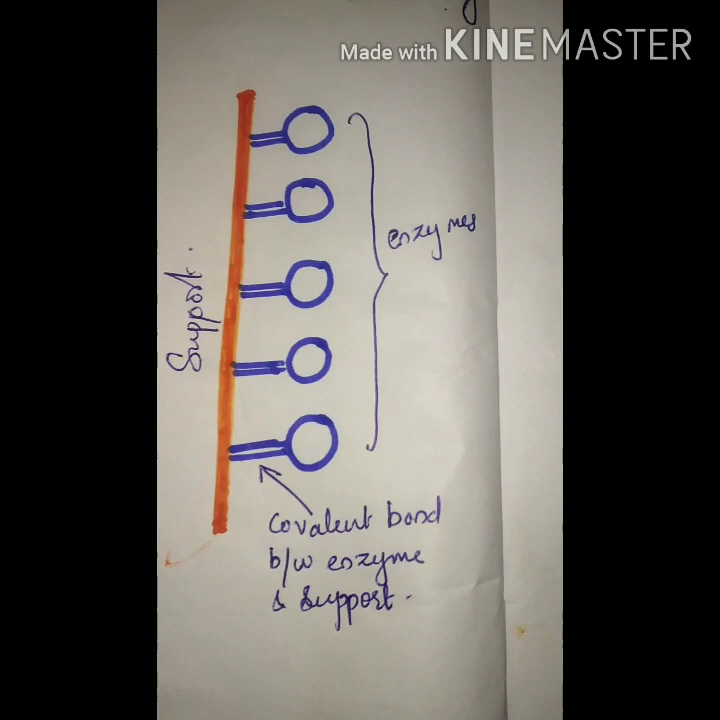 Made with KINEMASTER
Support.
enzymes
Covalent bond
b/w enzyme
& Support.